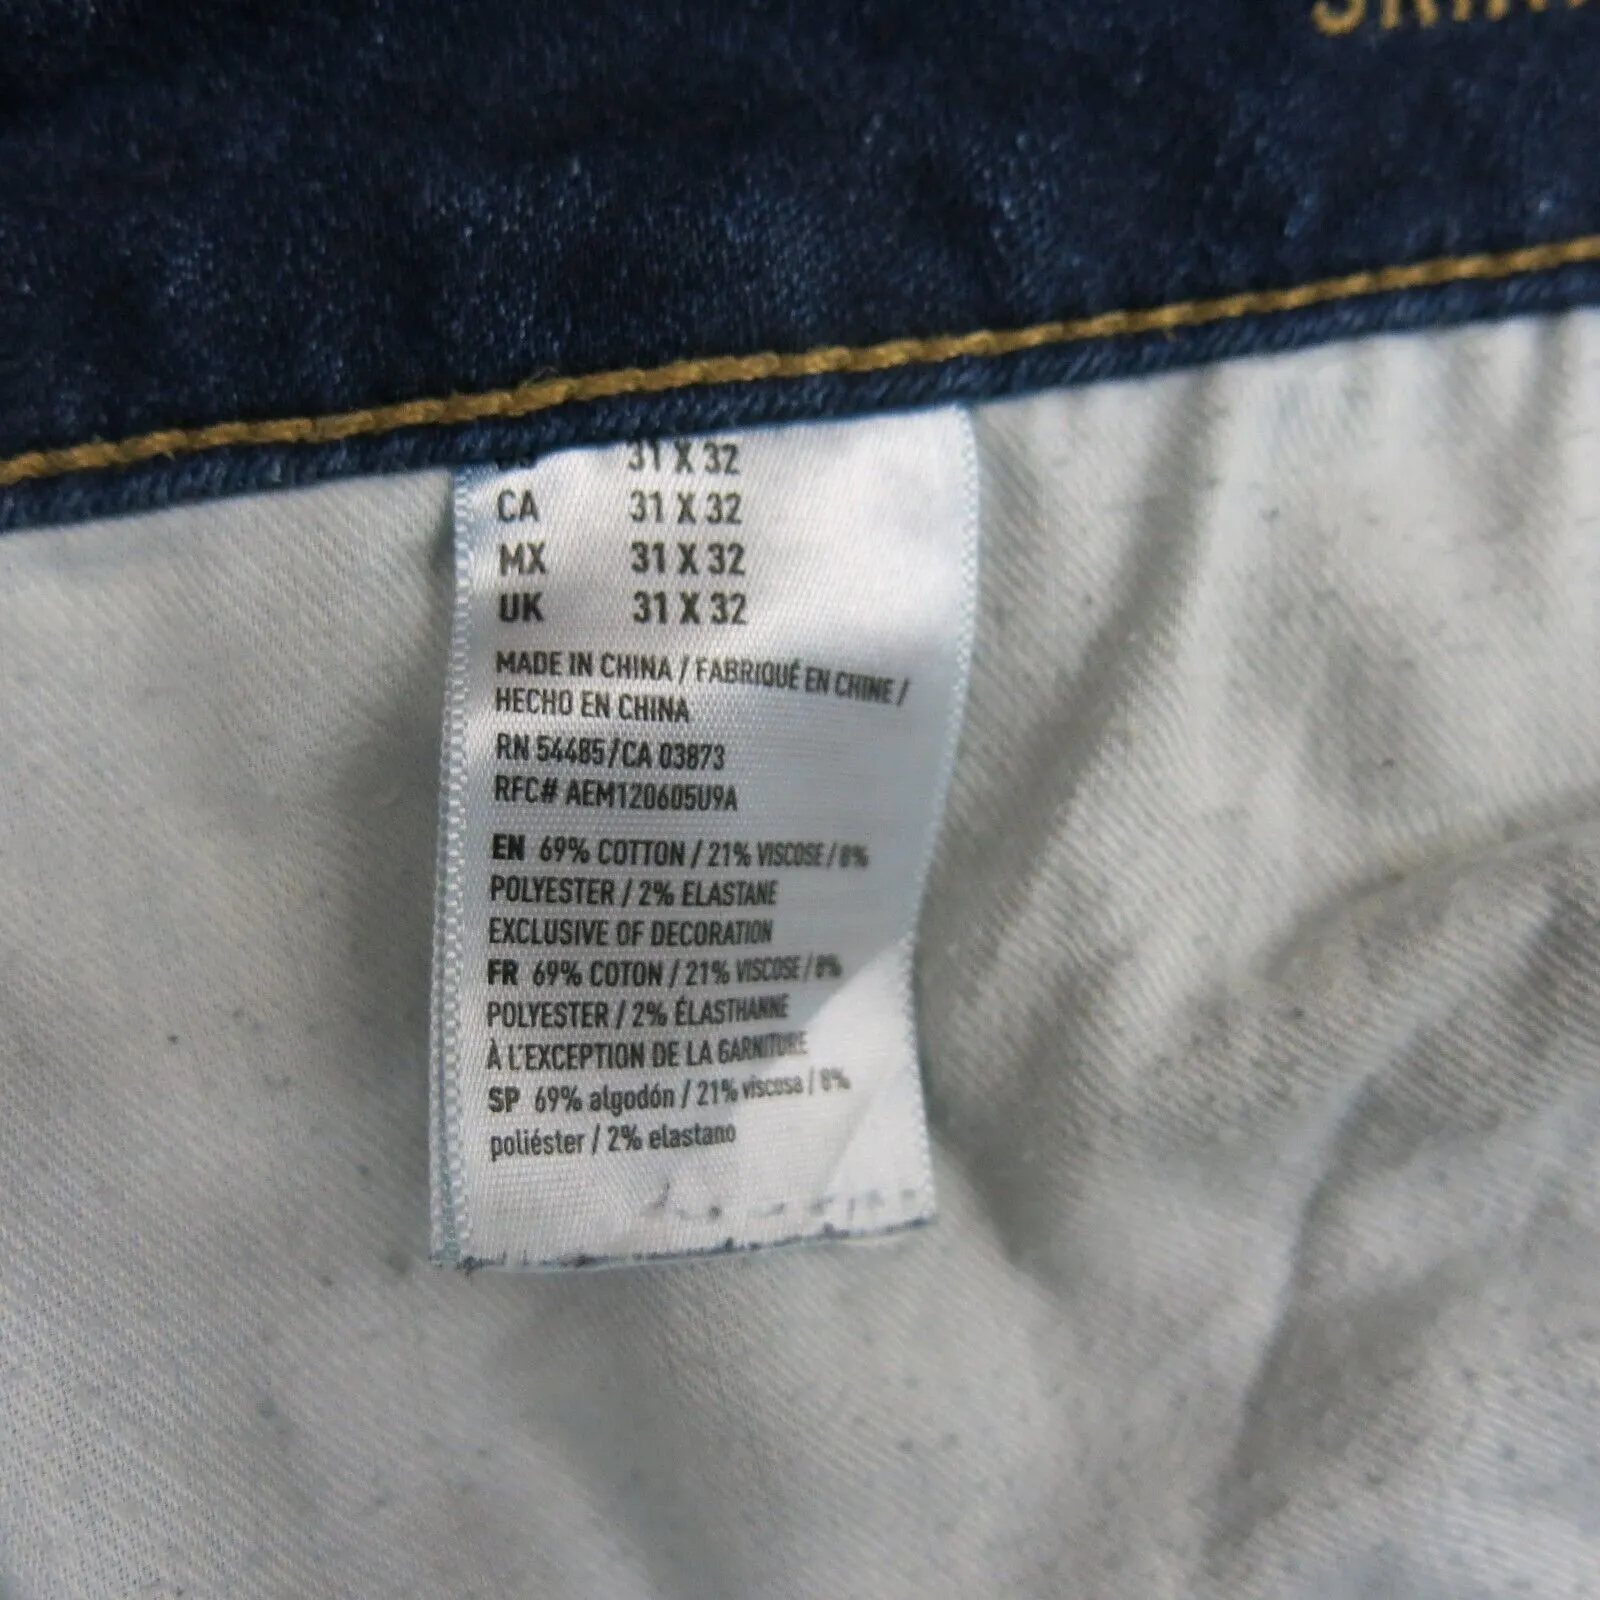 31 X 32
CA 31 X 32
MX 31 X 32
UK 31 X 32
MADE IN CHINA / FABRIQUÉ EN CHINE /
HECHO EN CHINA
RN 54485/CA 03873
RFC# AEM120605U9A
EN 69% COTTON / 21% VISCOSE / 8%
POLYESTER / 2% ELASTANE
EXCLUSIVE OF DECORATION
FR 69% COTON / 21% VISCOSE / 8%
POLYESTER / 2% ÉLASTHANNE
À L'EXCEPTION DE LA GARNITURE
SP 69% algodón / 21% viscosa / 8%
poliéster / 2% elastano